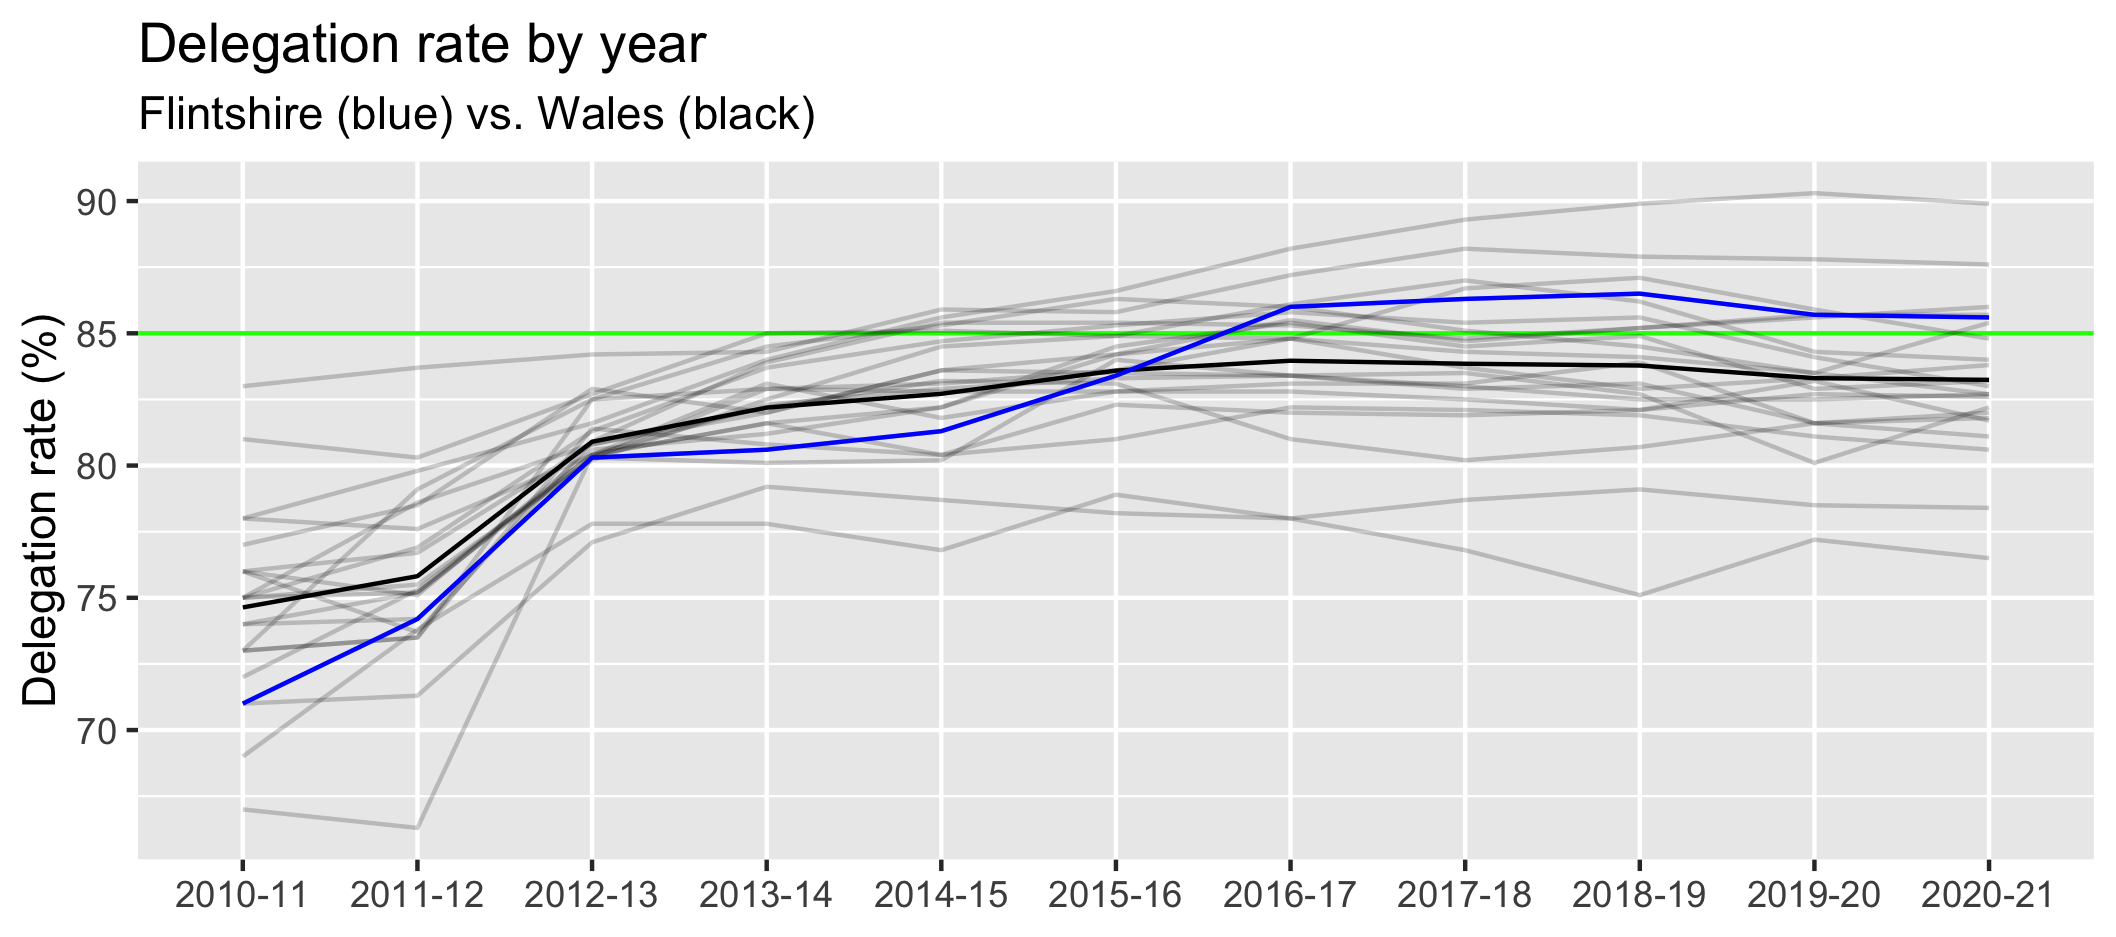 Delegation rate by year
Flintshire (blue) vs. Wales (black)
Delegation rate (%)
90
85
80
75
70
2010-11 2011-12 2012-13 2013-14 2014-15 2015-16 2016-17 2017-18 2018-19 2019-20 2020-21